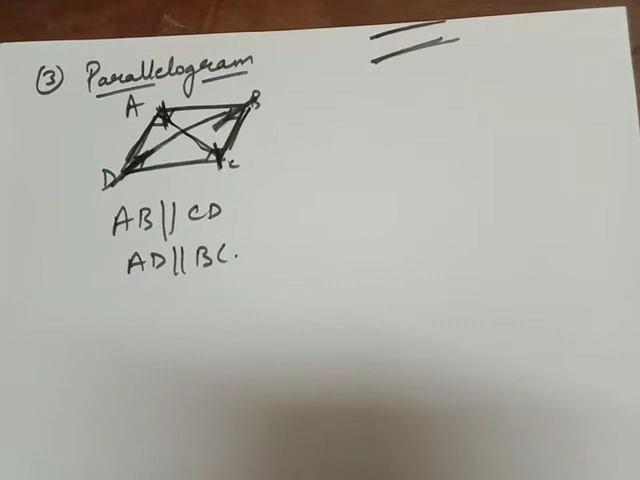 (3) Parallelogram
A B
D C
AB || CD
AD || BC.